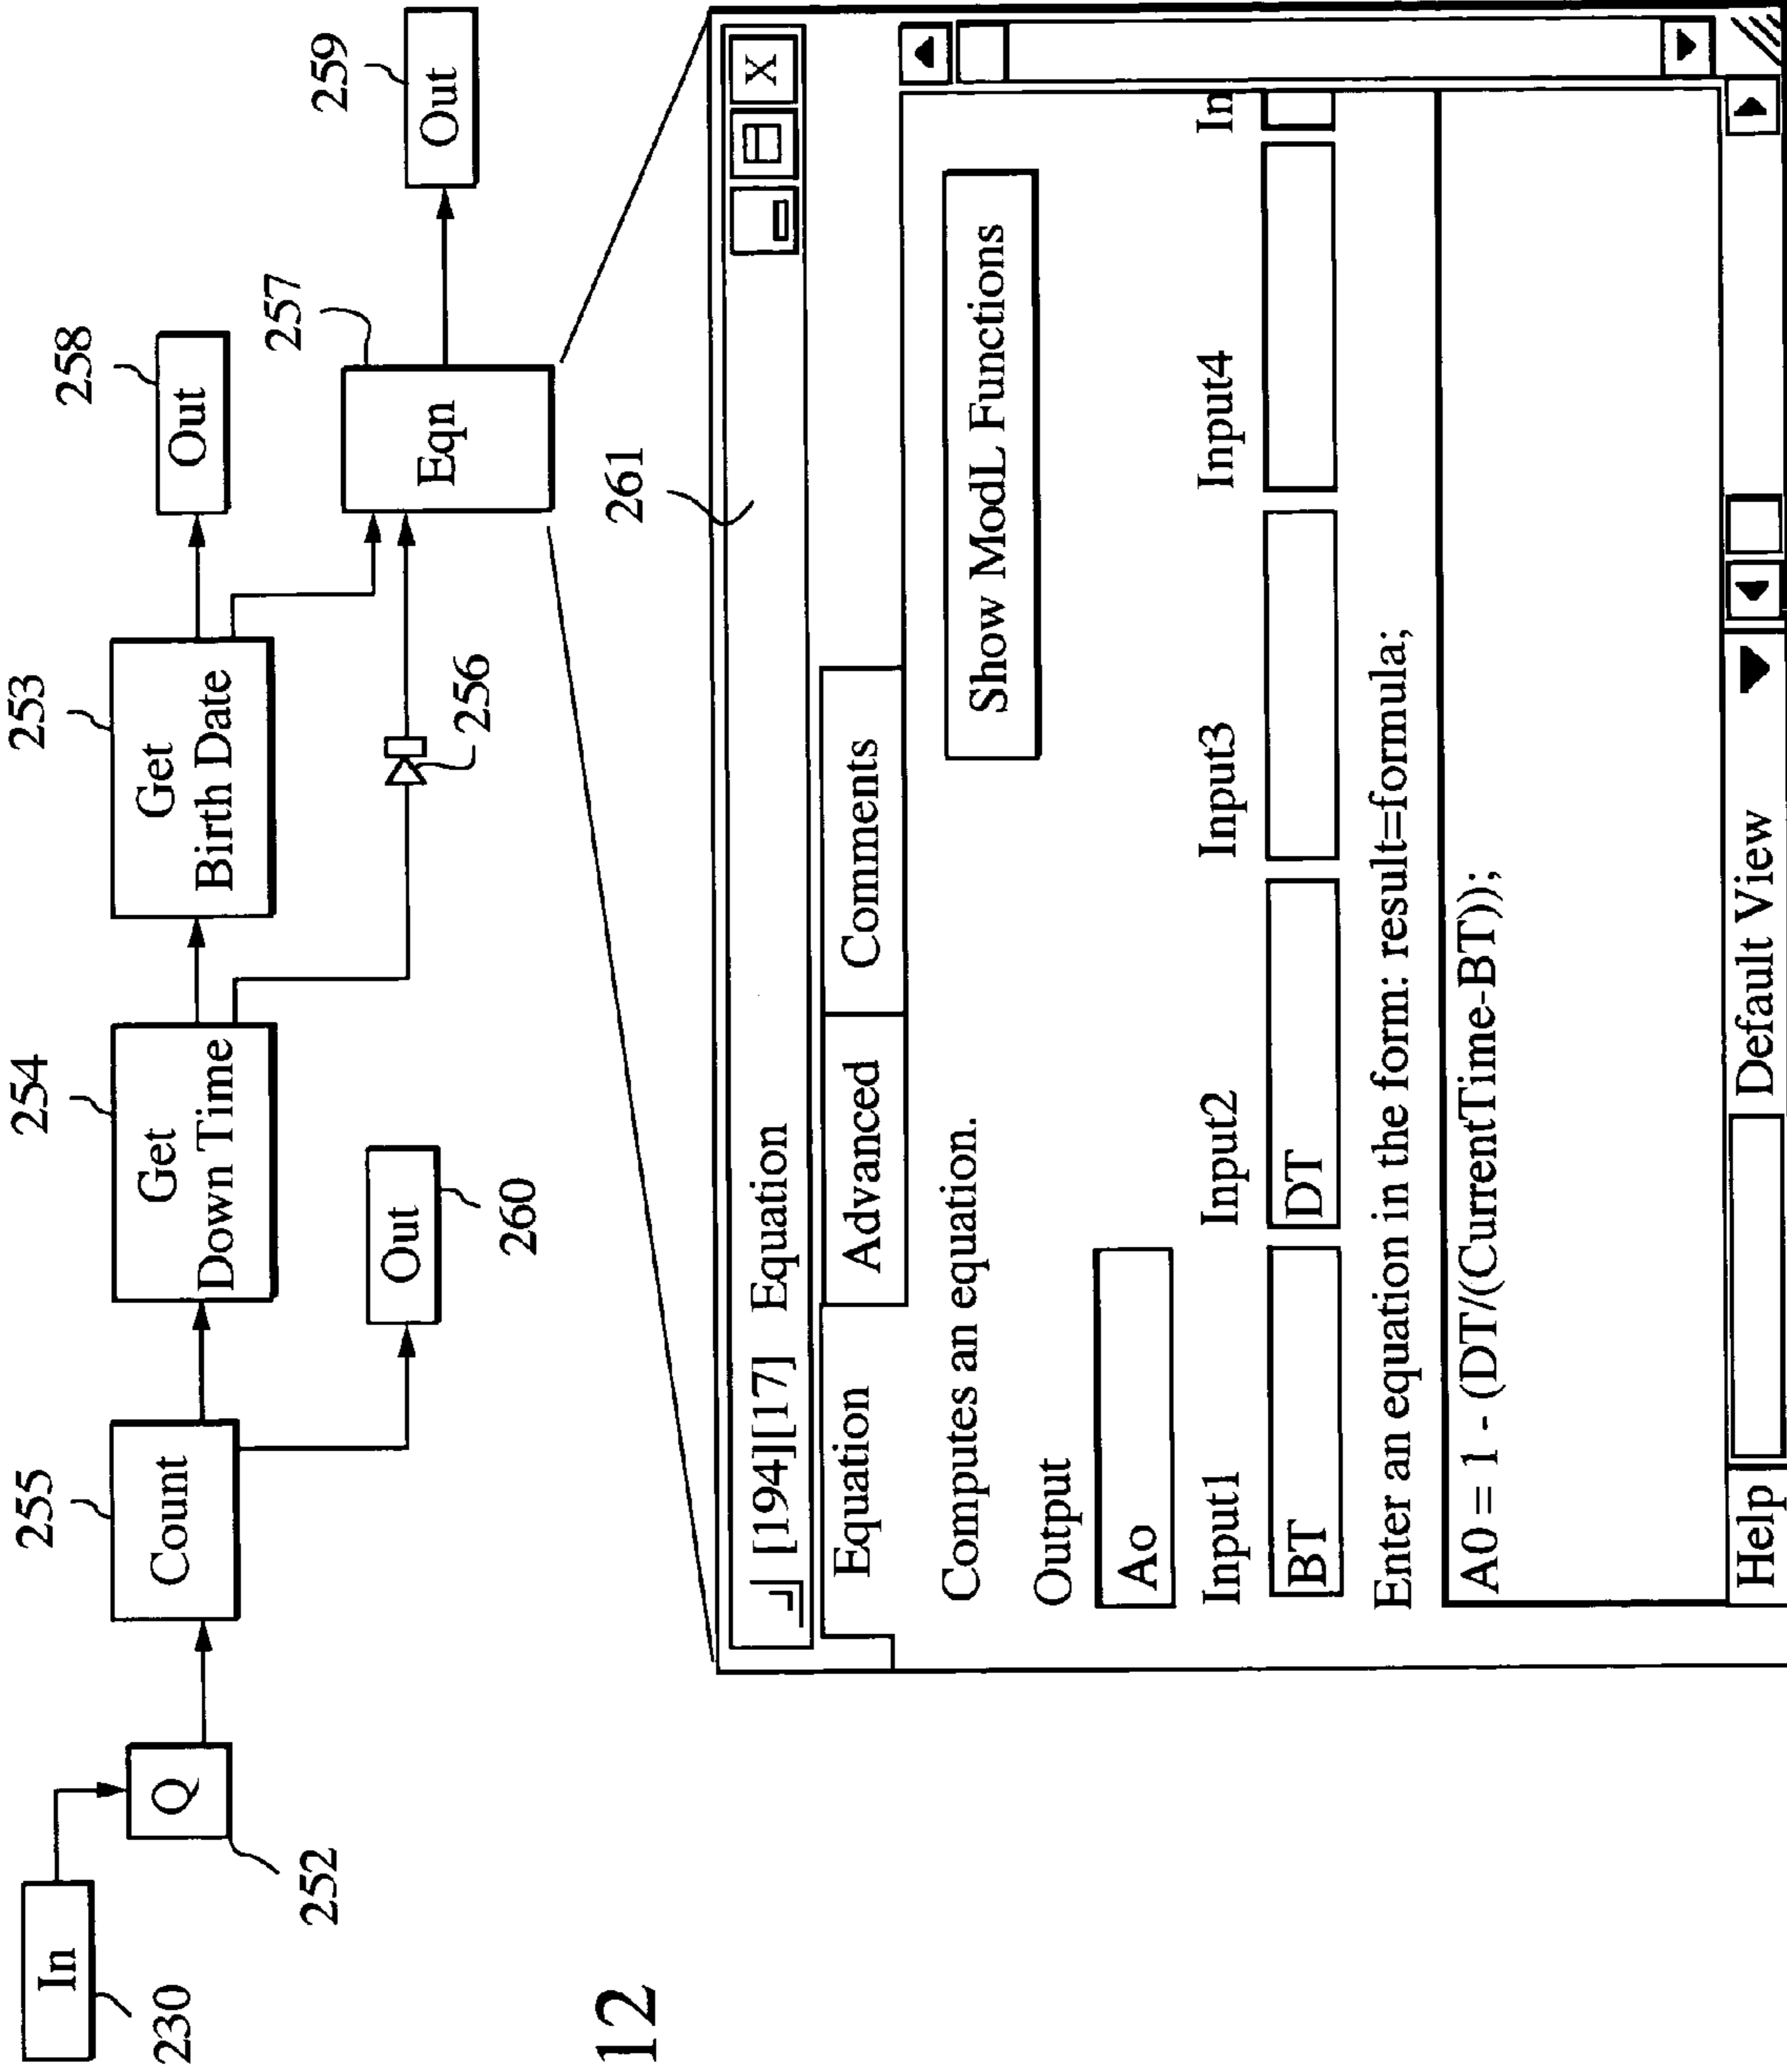 230
In
252
Q
255
Count
260
Out
254
Get
Down Time
253
Get
Birth Date
256
258
Out
257
Eqn
259
Out
261
[194][17] Equation
X
Equation
Advanced
Comments
Computes an equation.
Show ModL Functions
Output
Ao
Input1
Input2
Input3
Input4
In
BT
DT
Enter an equation in the form: result=formula;
A0 = 1 - (DT/(CurrentTime-BT));
Help
Default View
12